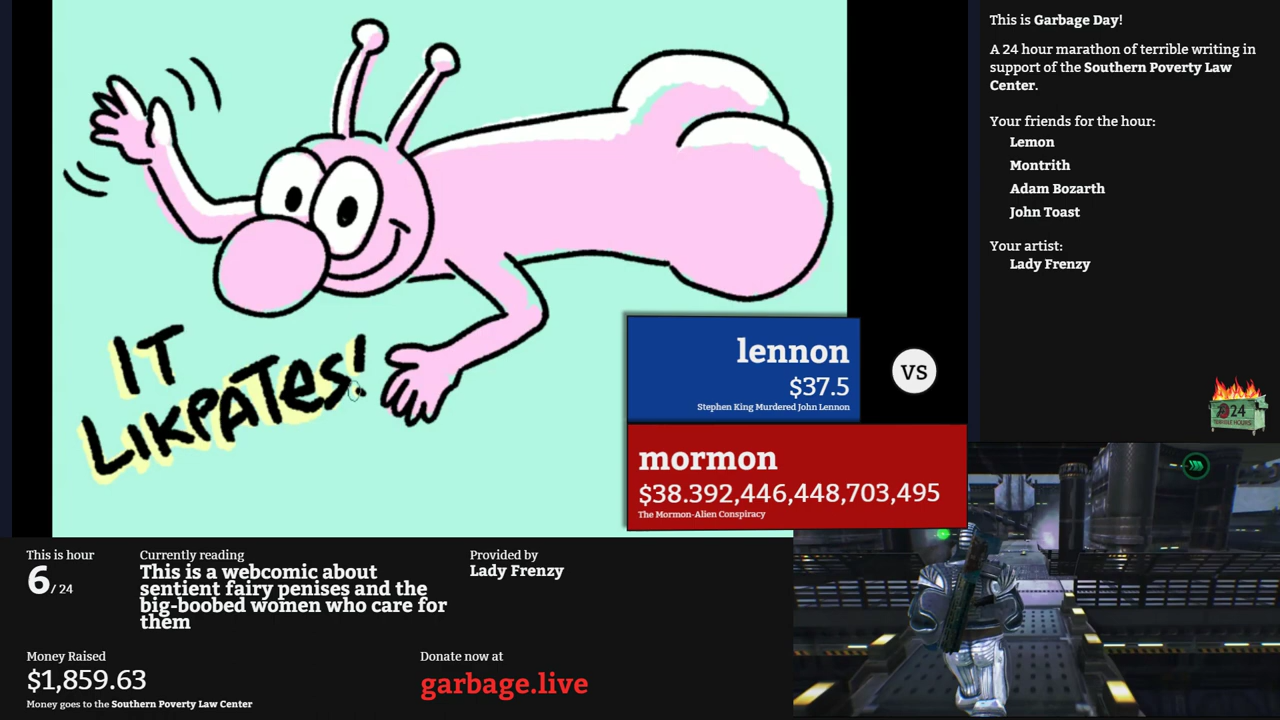 IT
LIKPATES!
lennon
$37.5
Stephen King Murdered John Lennon
VS
mormon
$38.392,446,448,703,495
The Mormon-Alien Conspiracy
This is Garbage Day!
A 24 hour marathon of terrible writing in
support of the Southern Poverty Law
Center.
Your friends for the hour:
Lemon
Montrith
Adam Bozarth
John Toast
Your artist:
Lady Frenzy
This is hour
6 / 24
Currently reading
This is a webcomic about
sentient fairy penises and the
big-boobed women who care for
them
Provided by
Lady Frenzy
Money Raised
$1,859.63
Money goes to the Southern Poverty Law Center
Donate now at
garbage.live